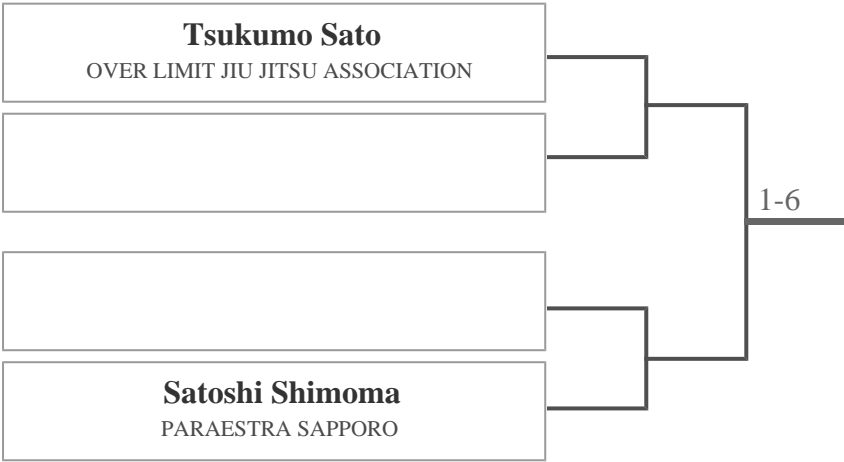 Tsukumo Sato
OVER LIMIT JIU JITSU ASSOCIATION
1-6
Satoshi Shimoma
PARAESTRA SAPPORO